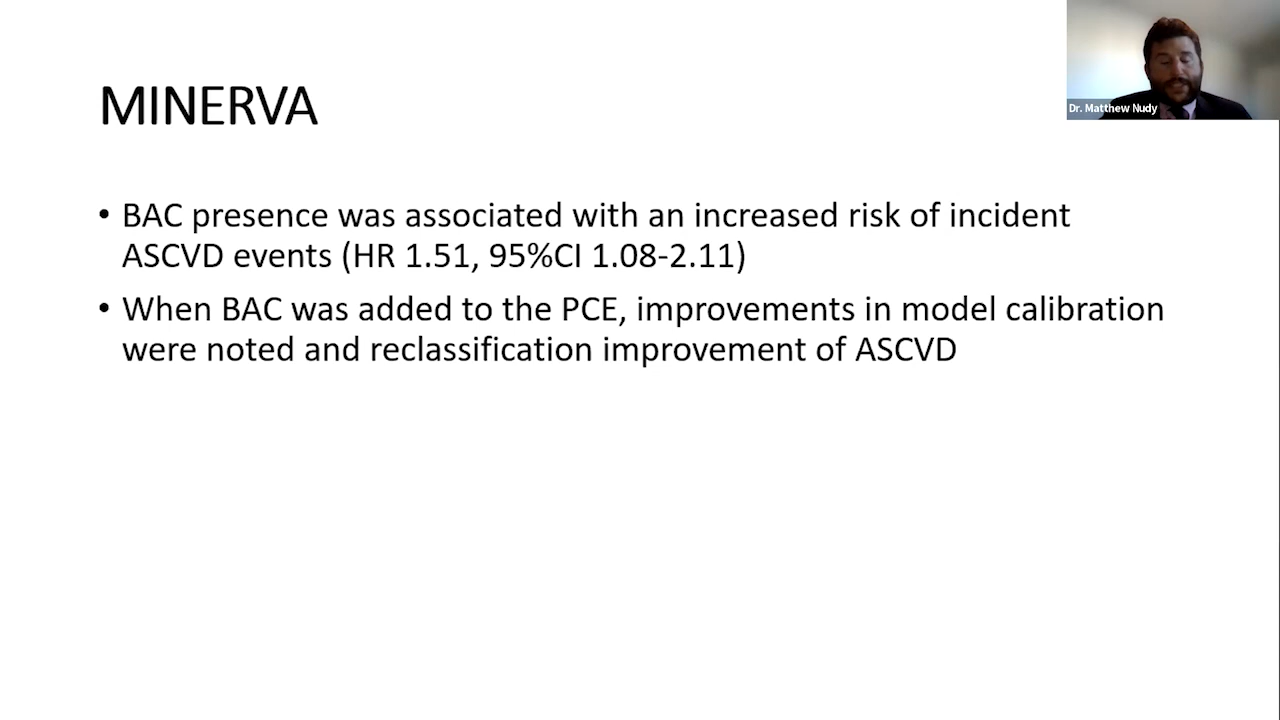 Dr. Matthew Nudy
MINERVA
• BAC presence was associated with an increased risk of incident
ASCVD events (HR 1.51, 95%CI 1.08-2.11)
• When BAC was added to the PCE, improvements in model calibration
were noted and reclassification improvement of ASCVD